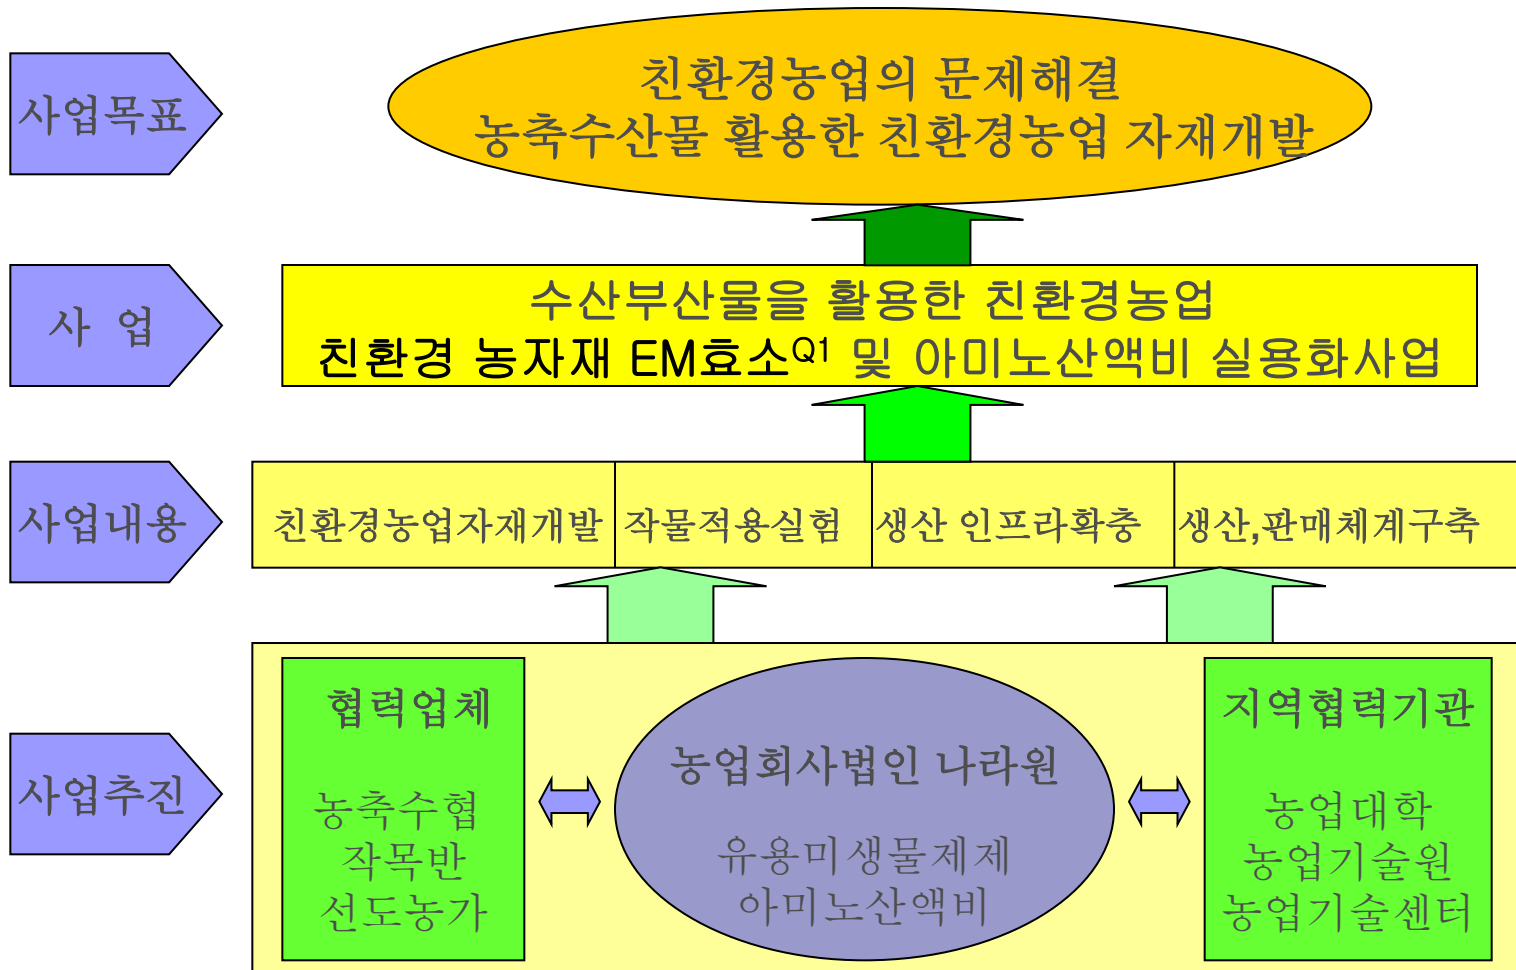 사업목표
친환경농업의 문제해결
농축수산물 활용한 친환경농업 자재개발
사 업
수산부산물을 활용한 친환경농업
친환경 농자재 EM효소Q1 및 아미노산액비 실용화사업
사업내용
친환경농업자재개발
작물적용실험
생산 인프라확충
생산,판매체계구축
사업추진
협력업체
농축수협
작목반
선도농가
농업회사법인 나라원
유용미생물제제
아미노산액비
지역협력기관
농업대학
농업기술원
농업기술센터